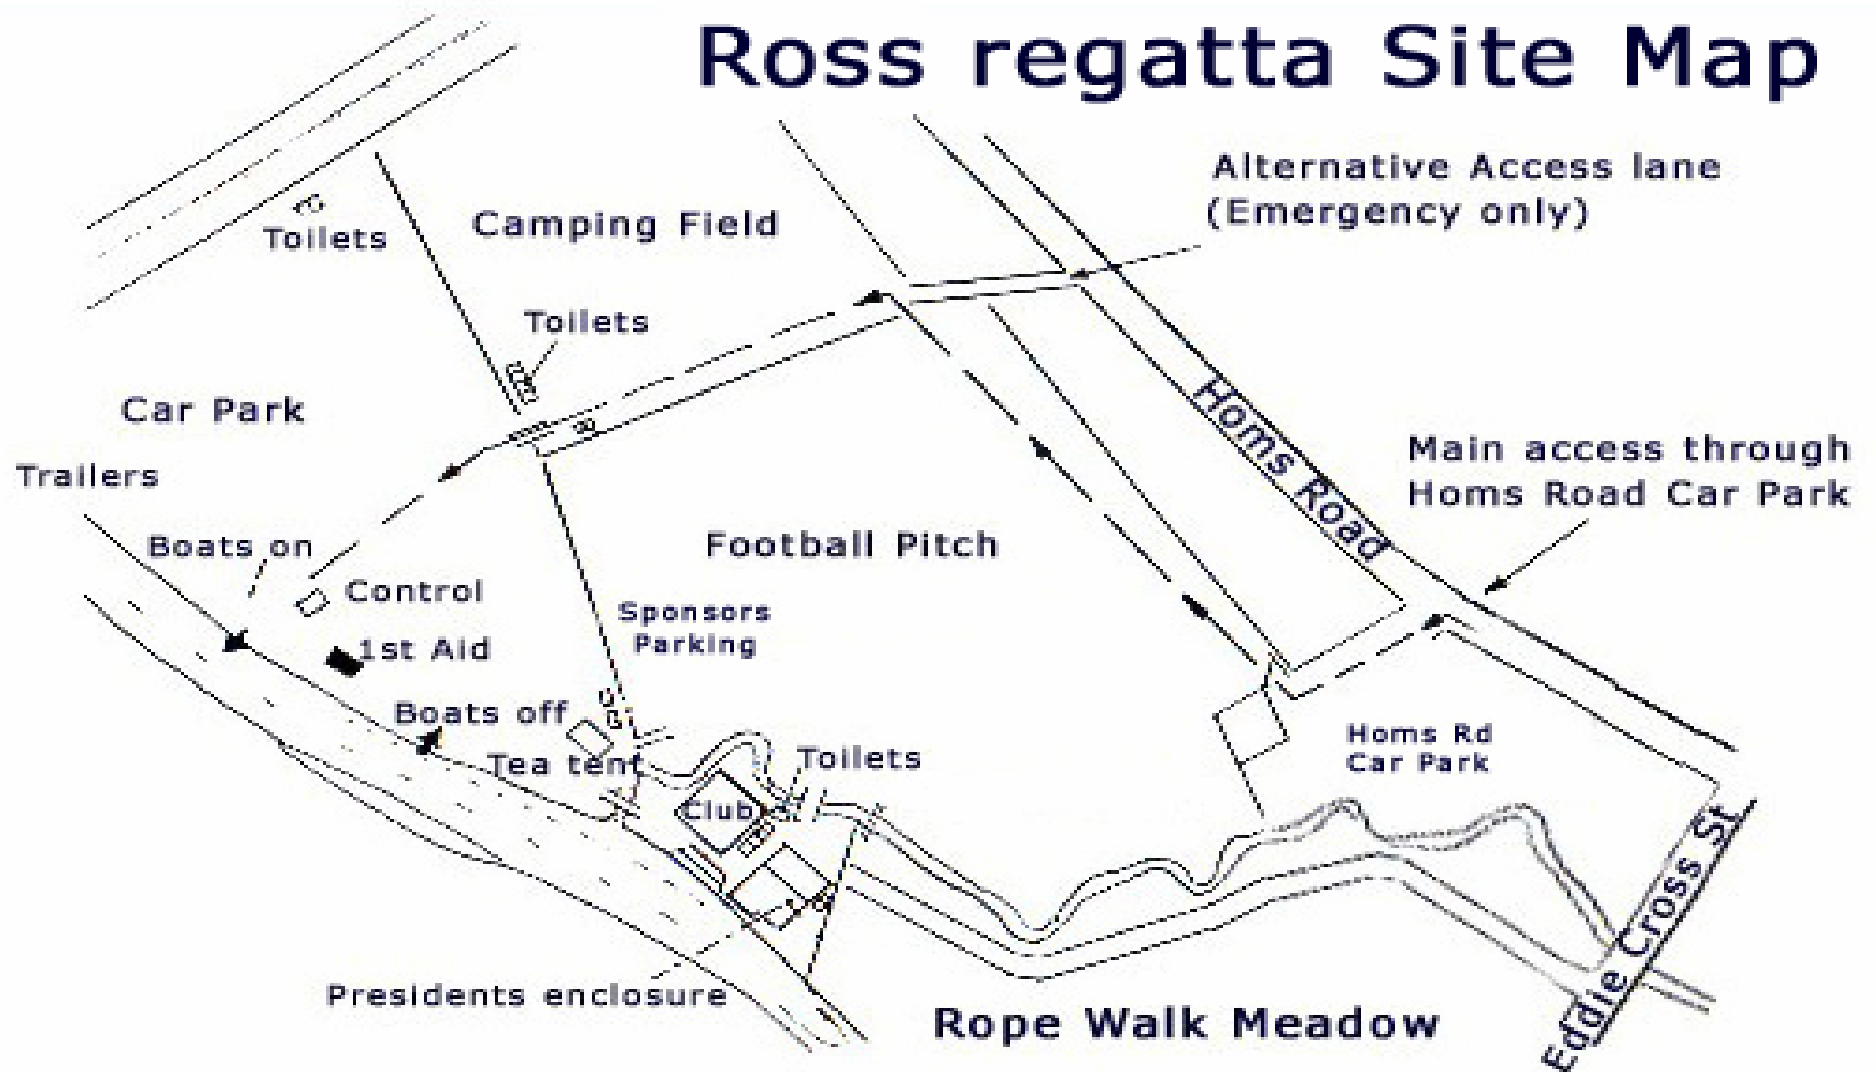 Ross regatta Site Map
Alternative Access lane
(Emergency only)
Camping Field
Toilets
Toilets
Car Park
Homs Road
Main access through
Homs Road Car Park
Trailers
Boats on
Football Pitch
Control
Sponsors
Parking
1st Aid
Boats off
Tea tent
Toilets
Homs Rd
Car Park
Club
Eddie Cross St
Presidents enclosure
Rope Walk Meadow